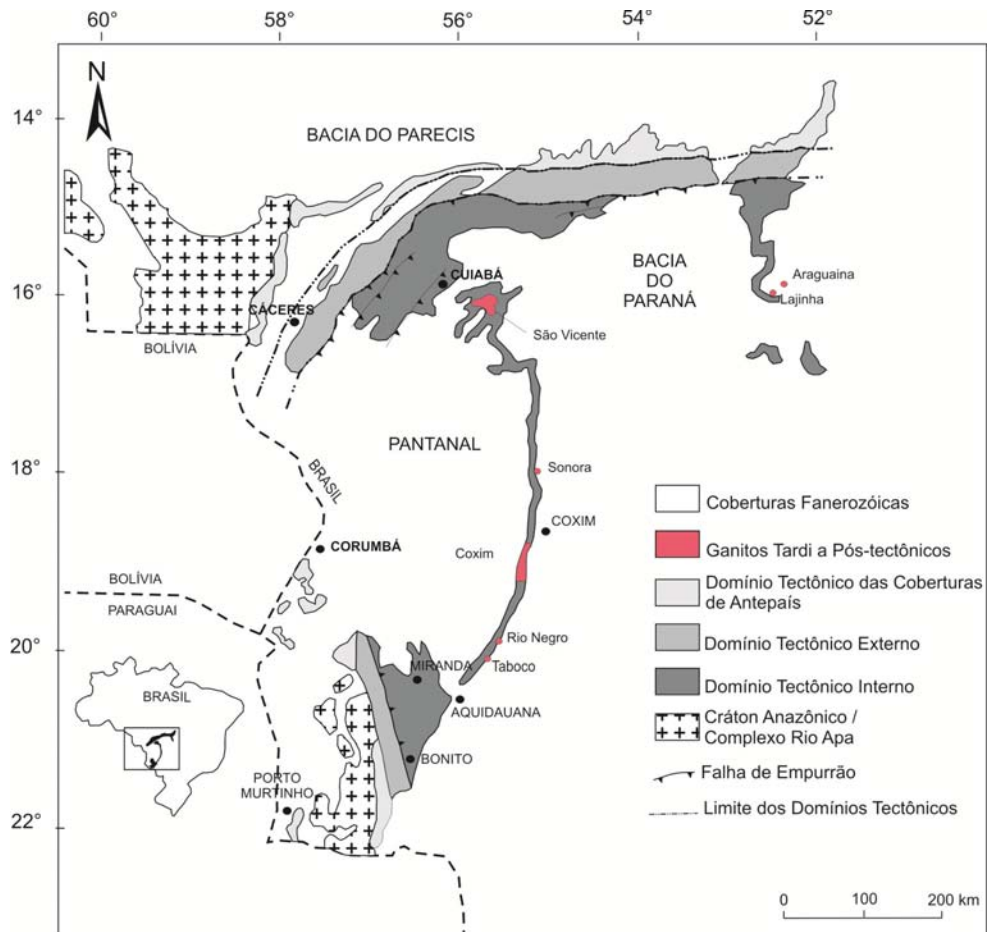 60°
58°
56°
54°
52°
N
14°
16°
18°
20°
22°
BACIA DO PARECIS
CUIABÁ
BACIA
DO
PARANÁ
Araguaina
Lajinha
CÁCERES
São Vicente
BOLÍVIA
PANTANAL
BRASIL
Sonora
COXIM
Coxim
CORUMBÁ
BOLÍVIA
PARAGUAI
Rio Negro
Taboco
MIRANDA
AQUIDAUANA
BONITO
PORTO
MURTINHO
BRASIL
Coberturas Fanerozóicas
Ganitos Tardi a Pós-tectônicos
Domínio Tectônico das Coberturas
de Antepaís
Domínio Tectônico Externo
Domínio Tectônico Interno
Cráton Anazônico /
Complexo Rio Apa
Falha de Empurrão
Limite dos Domínios Tectônicos
0 100 200 km